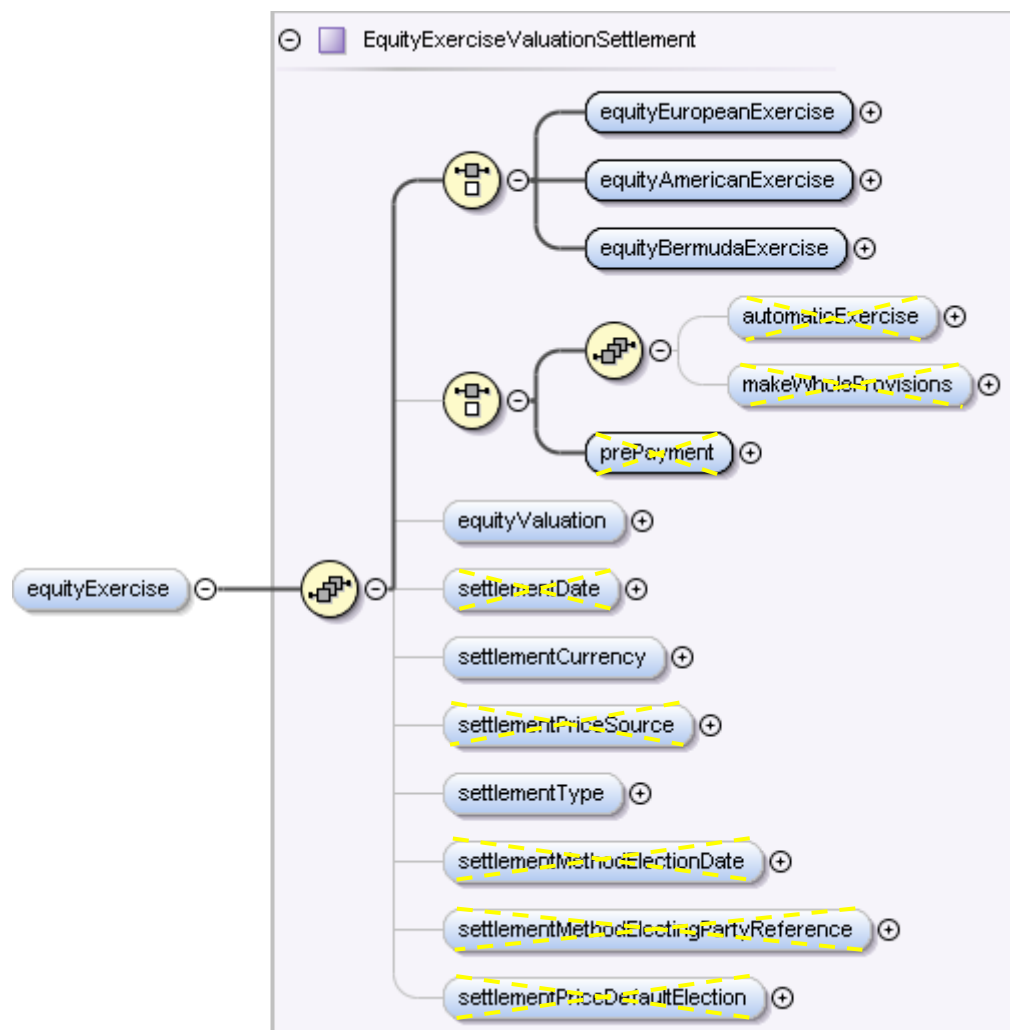 EquityExerciseValuationSettlement
equityEuropeanExercise
equityAmericanExercise
equityBermudaExercise
automaticExercise
makeWholeProvisions
prePayment
equityValuation
equityExercise
settlementDate
settlementCurrency
settlementPriceSource
settlementType
settlementMethodElectionDate
settlementMethodElectingPartyReference
settlementPriceDefaultElection